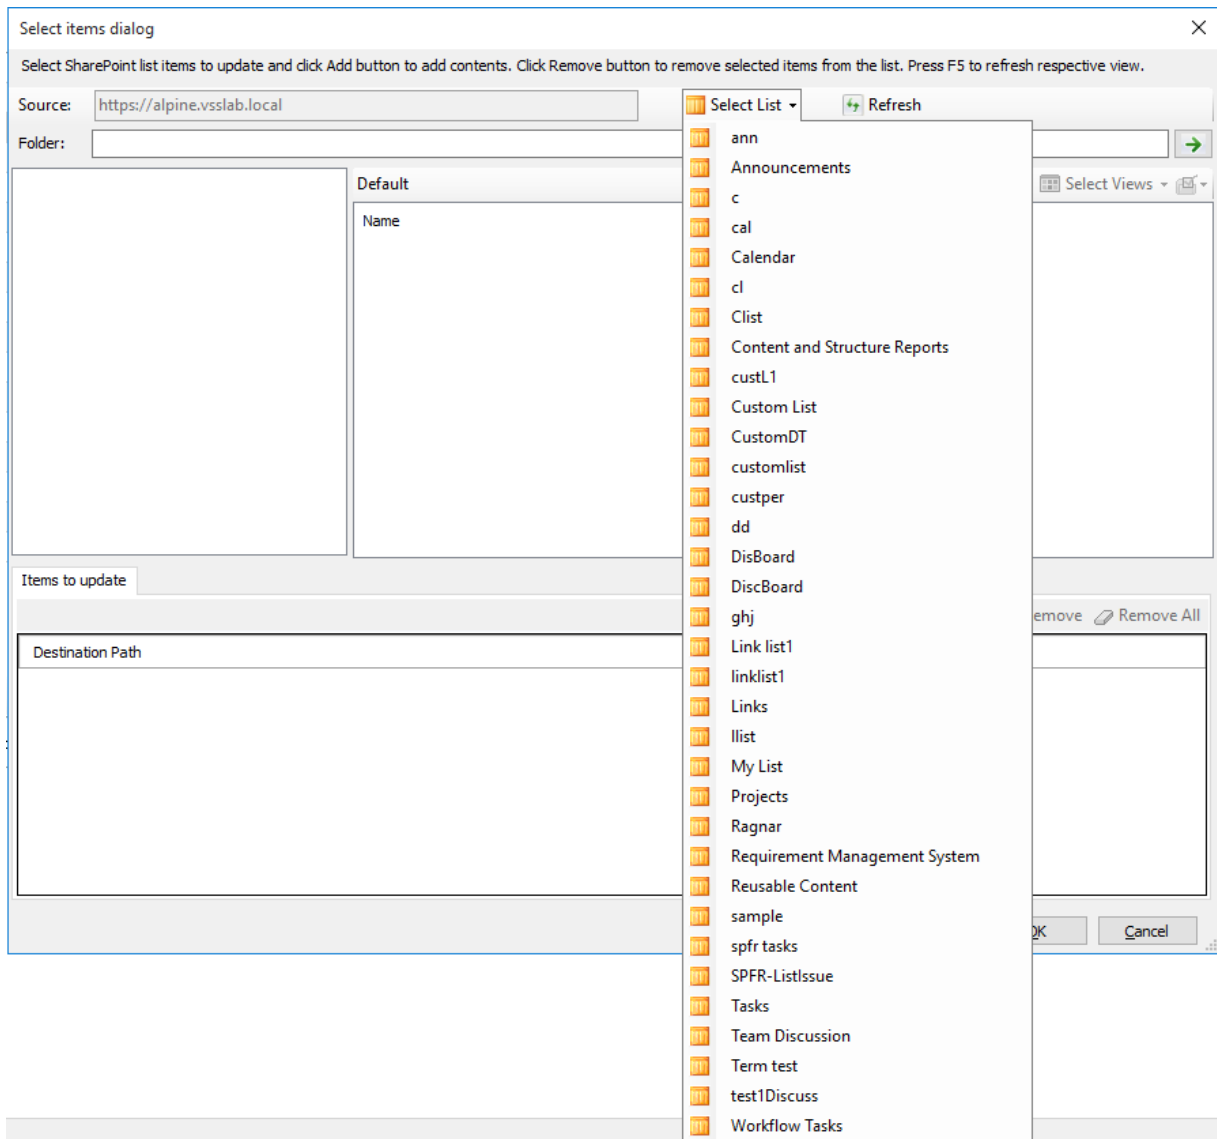 Select items dialog
Select SharePoint list items to update and click Add button to add contents. Click Remove button to remove selected items from the list. Press F5 to refresh respective view.
Source: https://alpine.vsslab.local Select List Refresh
Folder:
Default Select Views
Name
ann
Announcements
c
cal
Calendar
cl
Clist
Content and Structure Reports
custL1
Custom List
CustomDT
customlist
custper
dd
DisBoard
DiscBoard
ghj
Link list1
linklist1
Links
llist
My List
Projects
Ragnar
Requirement Management System
Reusable Content
sample
spfr tasks
SPFR-ListIssue
Tasks
Team Discussion
Term test
test1Discuss
Workflow Tasks
Items to update
emove Remove All
Destination Path
OK Cancel